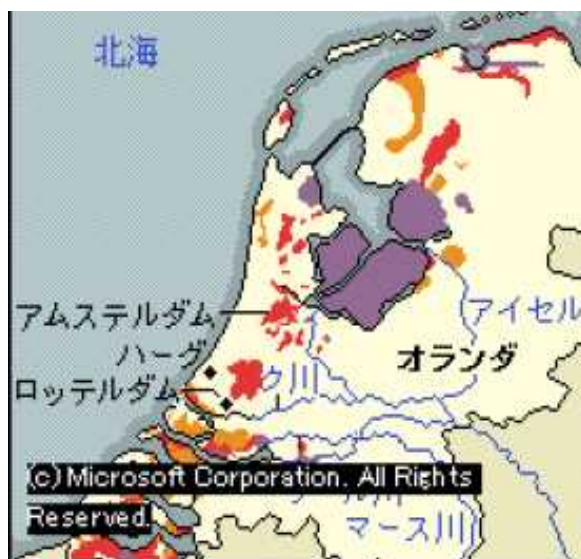 北海
アムステルダム
アイセル
ハーグ
オランダ
ロッテルダム
ク川
(c) Microsoft Corporation. All Rights
Reserved.
マース川